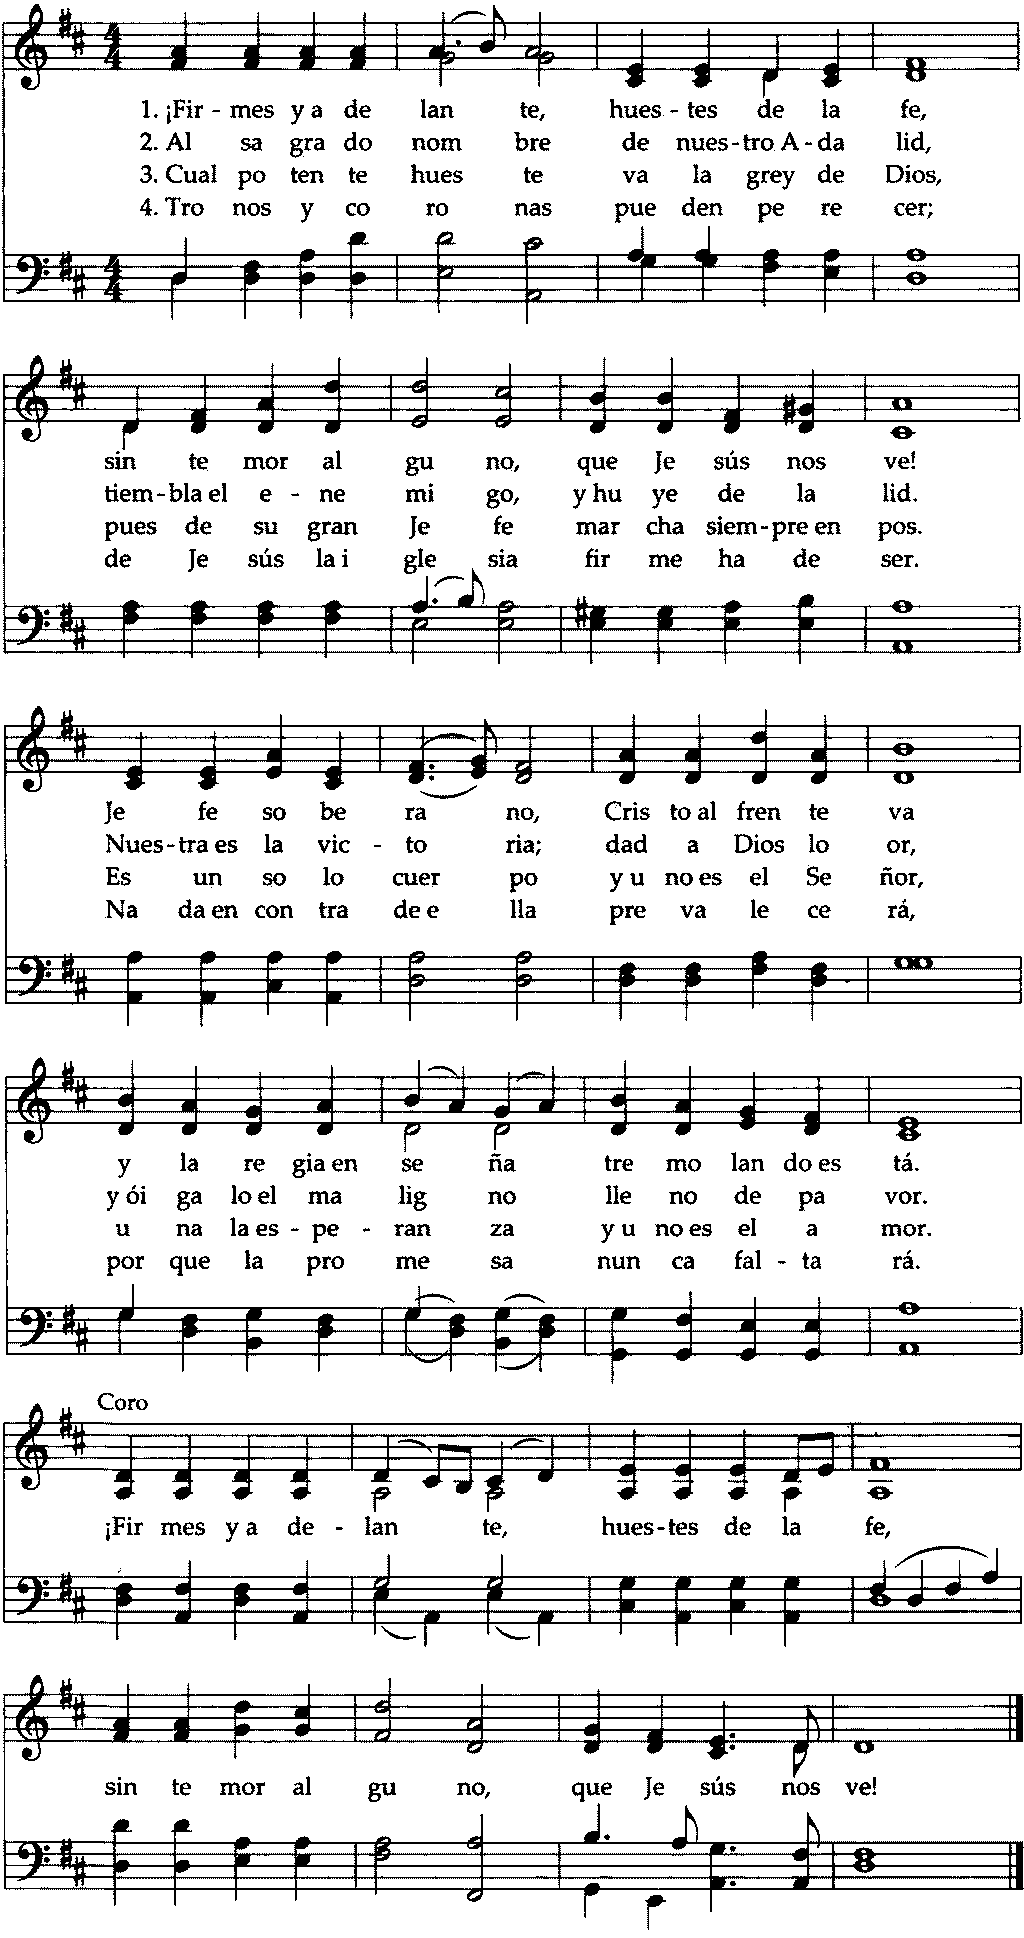 1. ¡Fir - mes y a de lan te, hues - tes de la fe,
2. Al sa gra do nom bre de nues - tro A - da lid,
3. Cual po ten te hues te va la grey de Dios,
4. Tro nos y co ro nas pue den pe re cer;
sin te mor al gu no, que Je sús nos ve!
tiem - bla el e - ne mi go, y hu ye de la lid.
pues de su gran Je fe mar cha siem - pre en pos.
de Je sús la i gle sia fir me ha de ser.
Je fe so be ra no, Cris to al fren te va
Nues - tra es la vic - to ria; dad a Dios lo or,
Es un so lo cuer po y u no es el Se ñor,
Na da en con tra de e lla pre va le ce rá,
y la re gia en se ña tre mo lan do es tá.
y ói ga lo el ma lig no lle no de pa vor.
u na la es - pe - ran za y u no es el a mor.
por que la pro me sa nun ca fal - ta rá.
Coro
¡Fir mes y a de - lan te, hues - tes de la fe,
sin te mor al gu no, que Je sús nos ve!